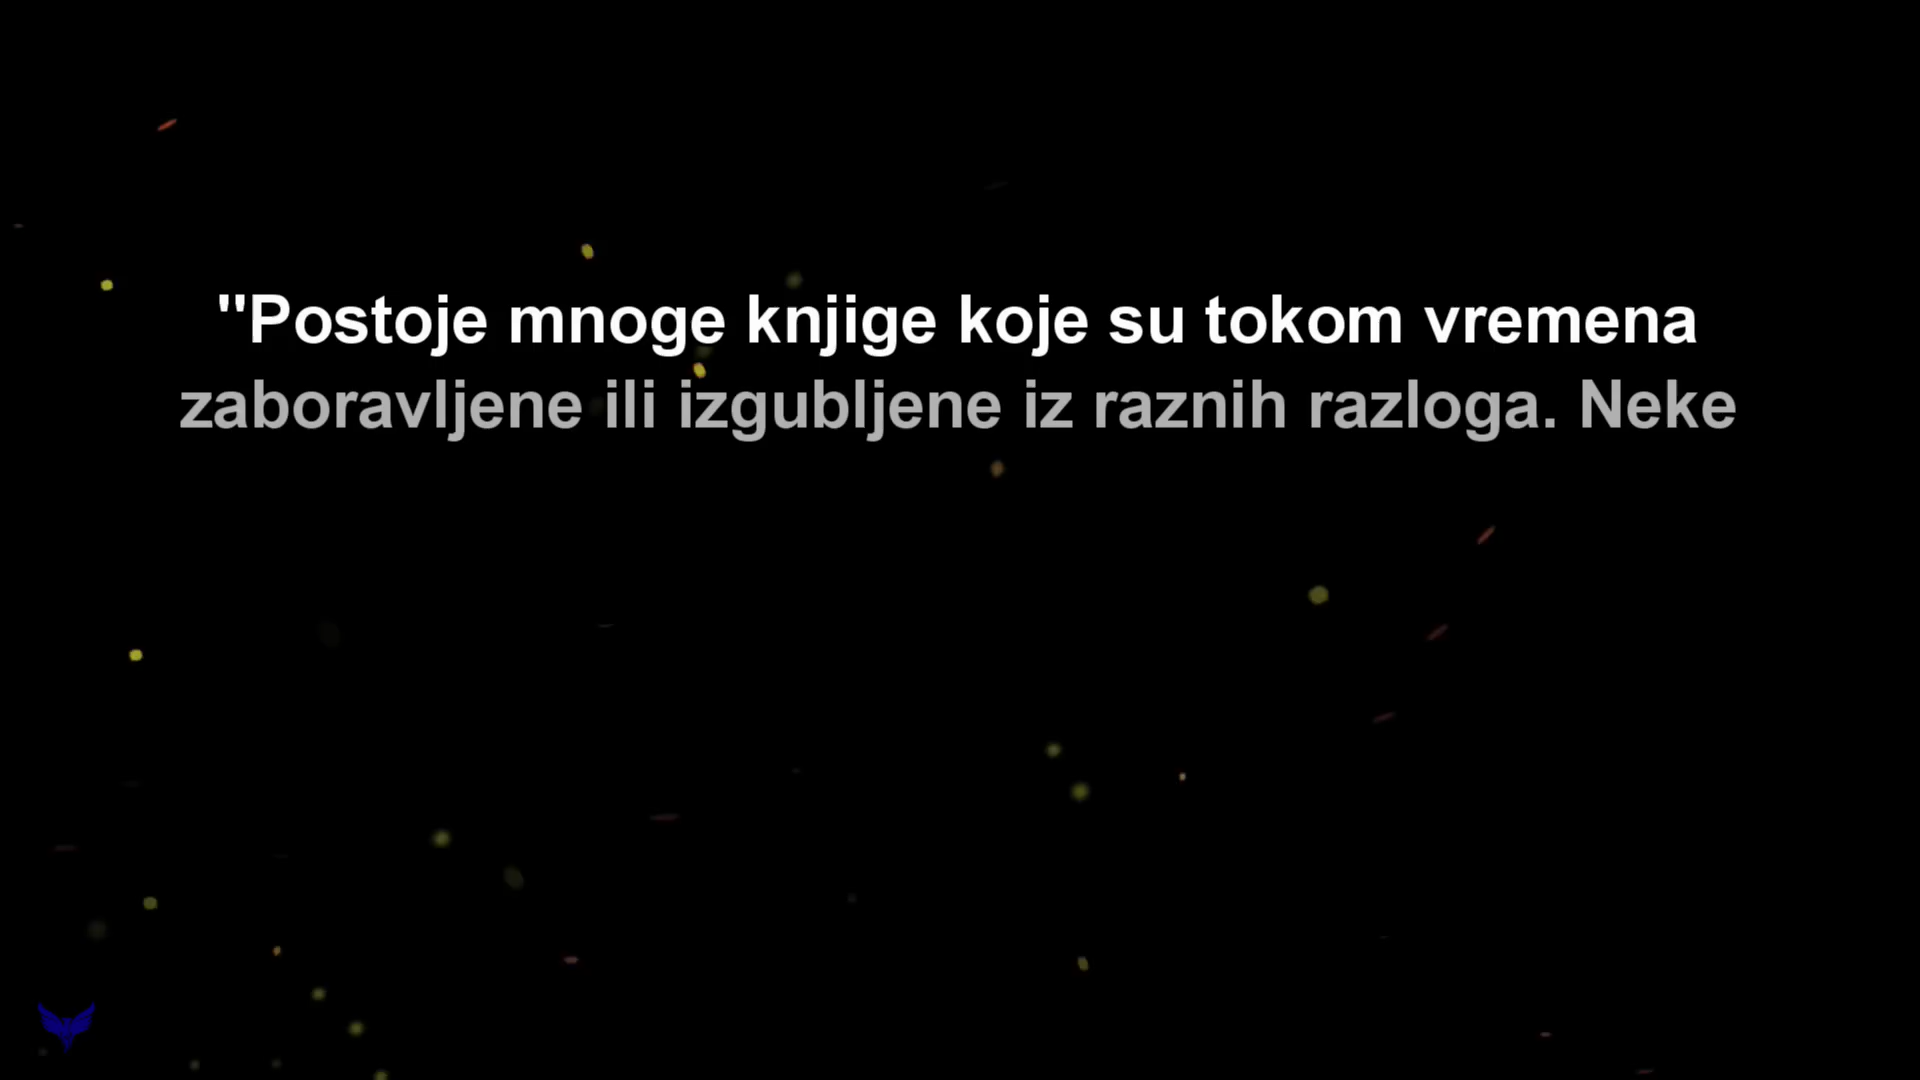 "Postoje mnoge knjige koje su tokom vremena
zaboravljene ili izgubljene iz raznih razloga. Neke